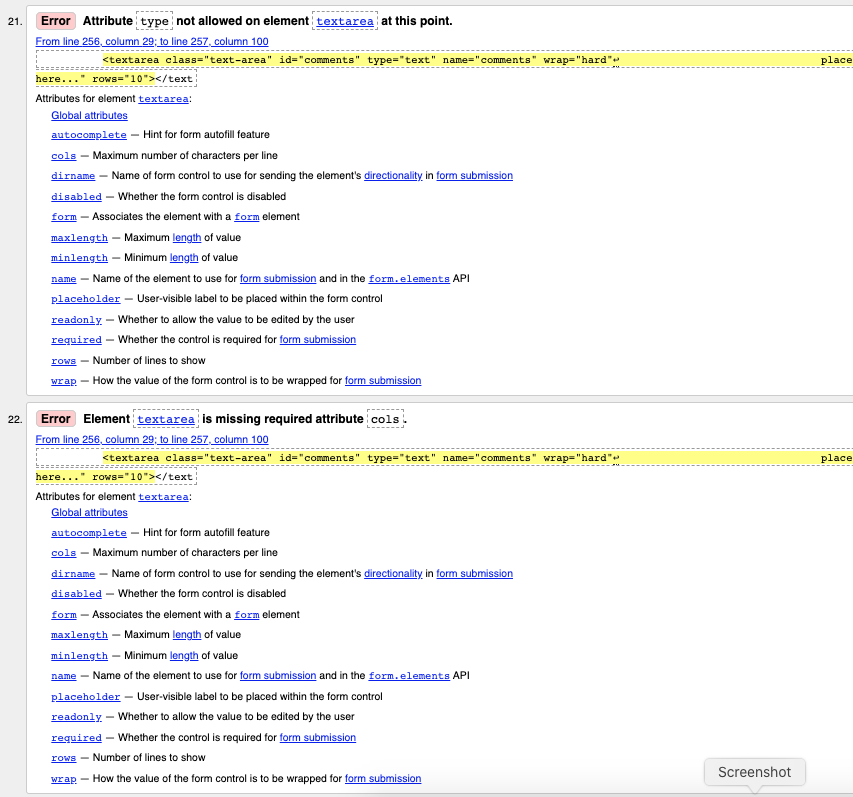 21. Error Attribute type not allowed on element textarea at this point.
From line 256, column 29; to line 257, column 100
<textarea class="text-area" id="comments" type="text" name="comments" wrap="hard"↩ place
here..." rows="10"></text
Attributes for element textarea:
Global attributes
autocomplete — Hint for form autofill feature
cols — Maximum number of characters per line
dirname — Name of form control to use for sending the element's directionality in form submission
disabled — Whether the form control is disabled
form — Associates the element with a form element
maxlength — Maximum length of value
minlength — Minimum length of value
name — Name of the element to use for form submission and in the form.elements API
placeholder — User-visible label to be placed within the form control
readonly — Whether to allow the value to be edited by the user
required — Whether the control is required for form submission
rows — Number of lines to show
wrap — How the value of the form control is to be wrapped for form submission
22. Error Element textarea is missing required attribute cols.
From line 256, column 29; to line 257, column 100
<textarea class="text-area" id="comments" type="text" name="comments" wrap="hard"↩ place
here..." rows="10"></text
Attributes for element textarea:
Global attributes
autocomplete — Hint for form autofill feature
cols — Maximum number of characters per line
dirname — Name of form control to use for sending the element's directionality in form submission
disabled — Whether the form control is disabled
form — Associates the element with a form element
maxlength — Maximum length of value
minlength — Minimum length of value
name — Name of the element to use for form submission and in the form.elements API
placeholder — User-visible label to be placed within the form control
readonly — Whether to allow the value to be edited by the user
required — Whether the control is required for form submission
rows — Number of lines to show
wrap — How the value of the form control is to be wrapped for form submission
Screenshot